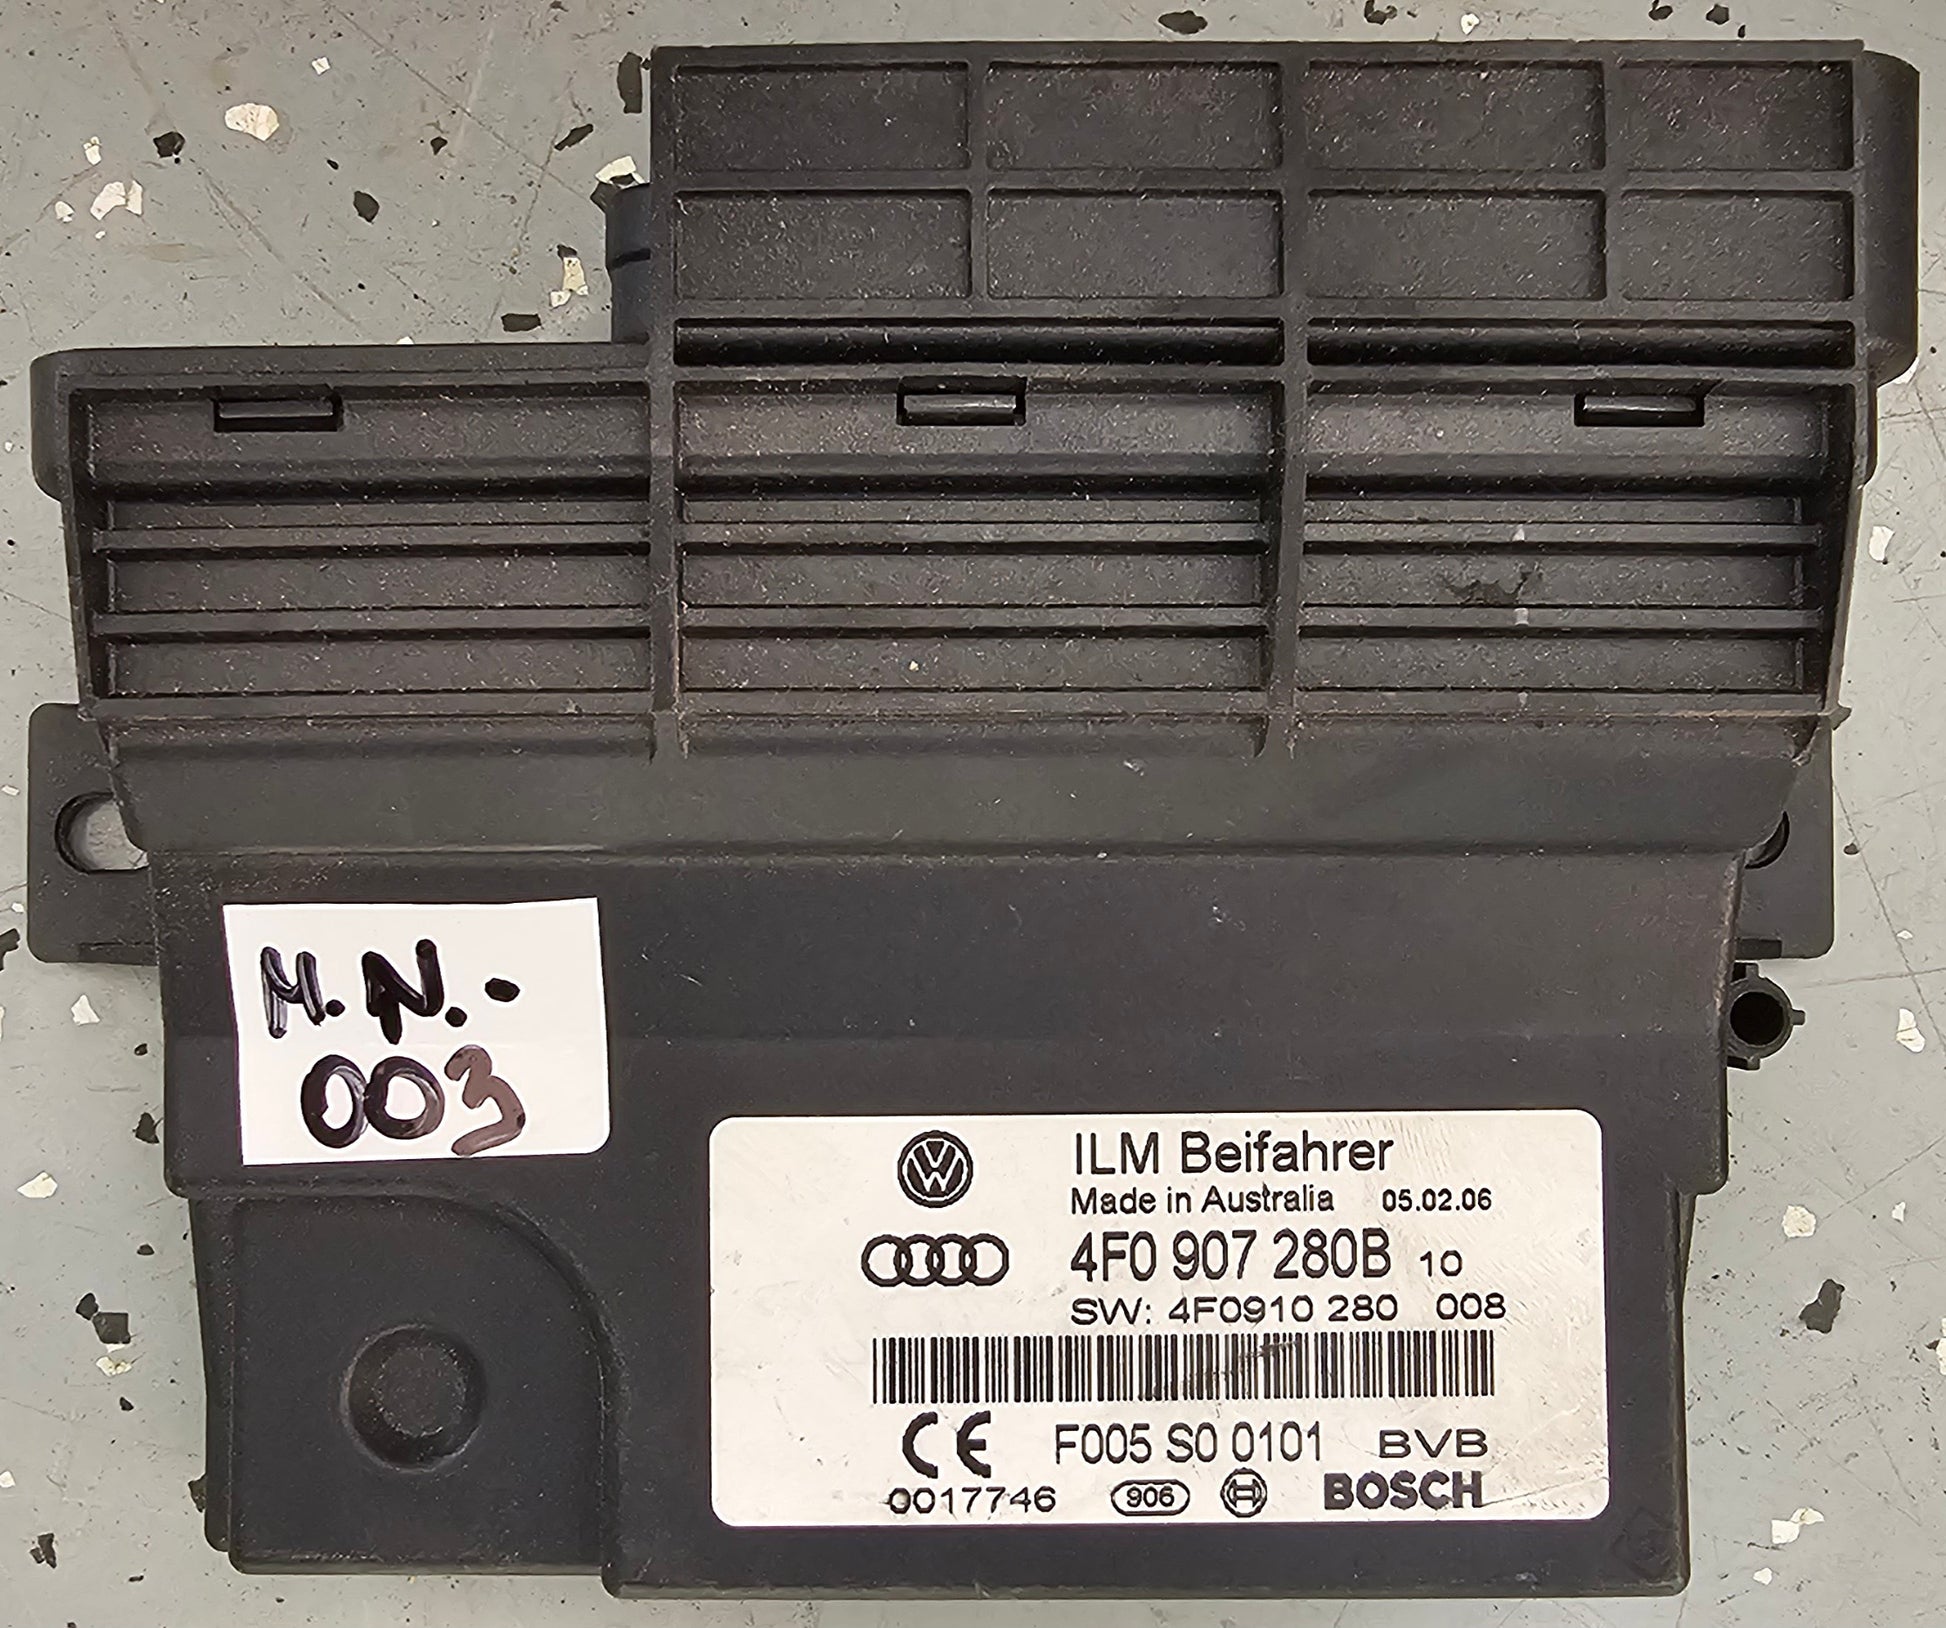 M.N..
003
ILM Beifahrer
Made in Australia 05.02.06
4F0 907 280B 10
SW: 4F0910 280 008
CE F005 S0 0101 BVB
0017746 906 BOSCH